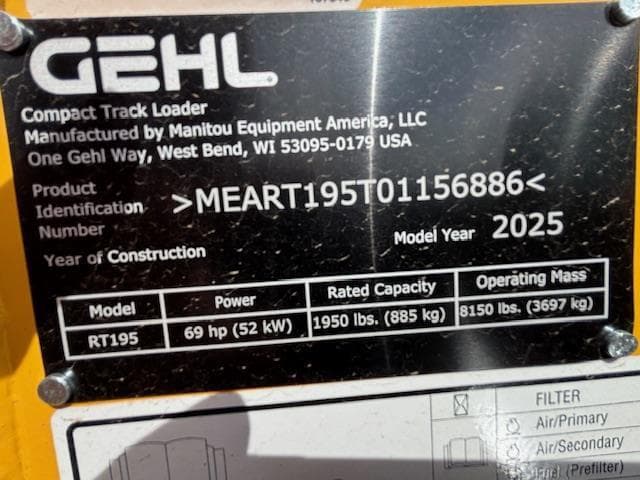 GEHL
Compact Track Loader
Manufactured by Manitou Equipment America, LLC
One Gehl Way, West Bend, WI 53095-0179 USA
Product
Identification >MEART195T01156886<
Number
Model Year 2025
Year of Construction
Model Power Rated Capacity Operating Mass
RT195 69 hp (52 kW) 1950 lbs. (885 kg) 8150 lbs. (3697 kg)
FILTER
Air/Primary
Air/Secondary
(Prefilter)